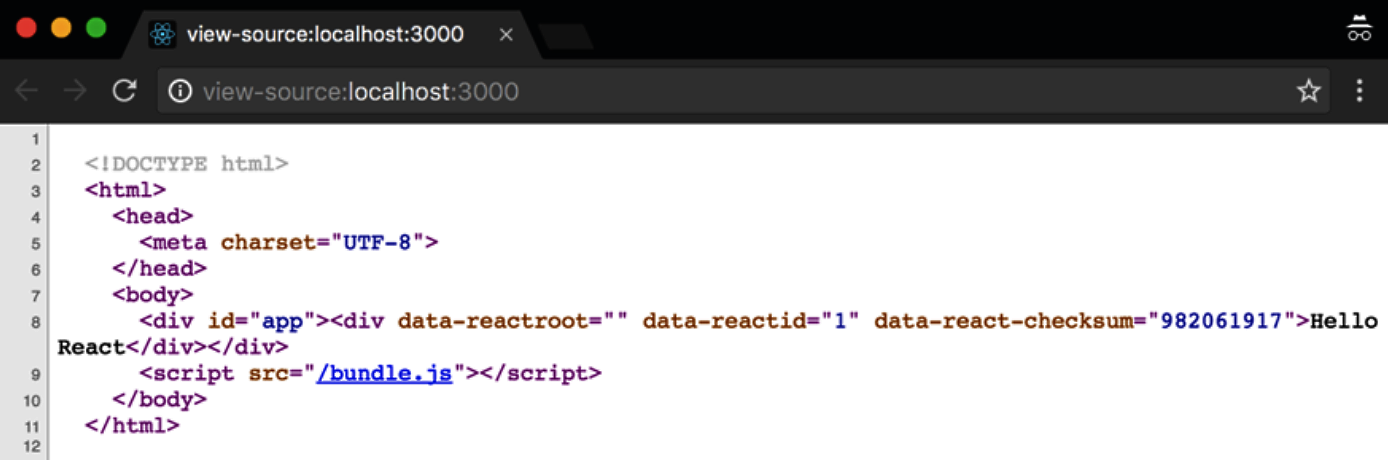 view-source:localhost:3000
view-source:localhost:3000
1
2 <!DOCTYPE html>
3 <html>
4 <head>
5 <meta charset="UTF-8">
6 </head>
7 <body>
8 <div id="app"><div data-reactroot="" data-reactid="1" data-react-checksum="982061917">Hello
React</div></div>
9 <script src="/bundle.js"></script>
10 </body>
11 </html>
12